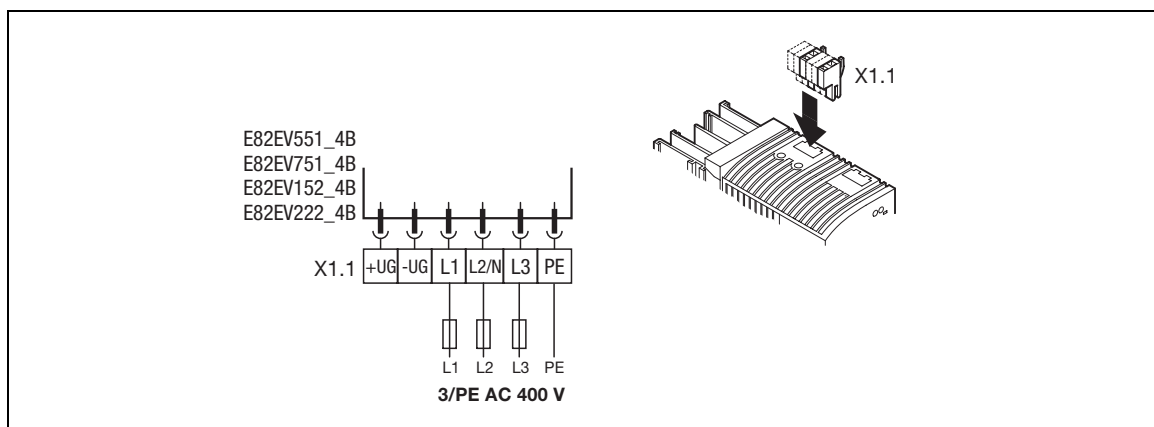 E82EV551_4B
E82EV751_4B
E82EV152_4B
E82EV222_4B
X1.1
X1.1 +UG -UG L1 L2/N L3 PE
L1 L2 L3 PE
3/PE AC 400 V